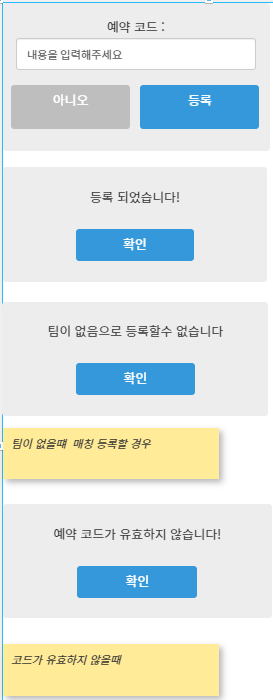 예약 코드 :
내용을 입력해주세요
아니오 등록
등록 되었습니다!
확인
팀이 없음으로 등록할수 없습니다
확인
팀이 없을떄 매칭 등록할 경우
예약 코드가 유효하지 않습니다!
확인
코드가 유효하지 않을때